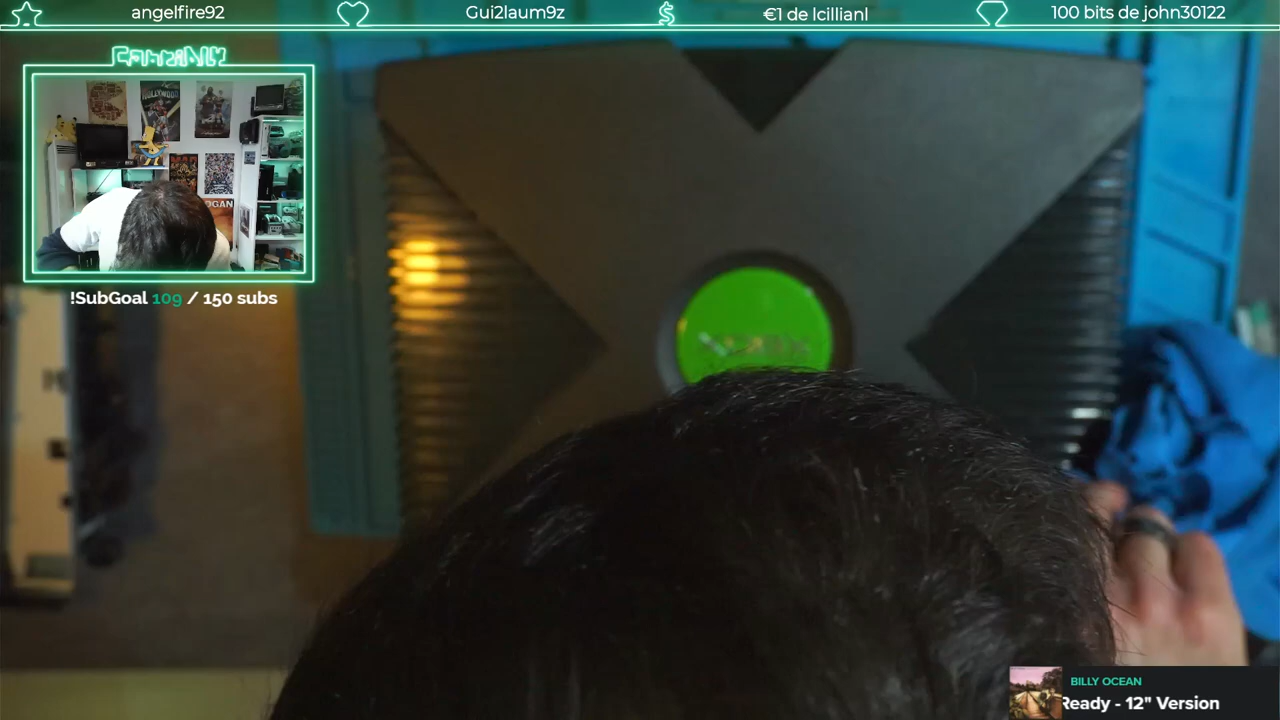 angelfire92
Gui2laum9z
€1 de lcillianl
100 bits de john30122
!SubGoal 109 / 150 subs
BILLY OCEAN
Ready - 12" Version